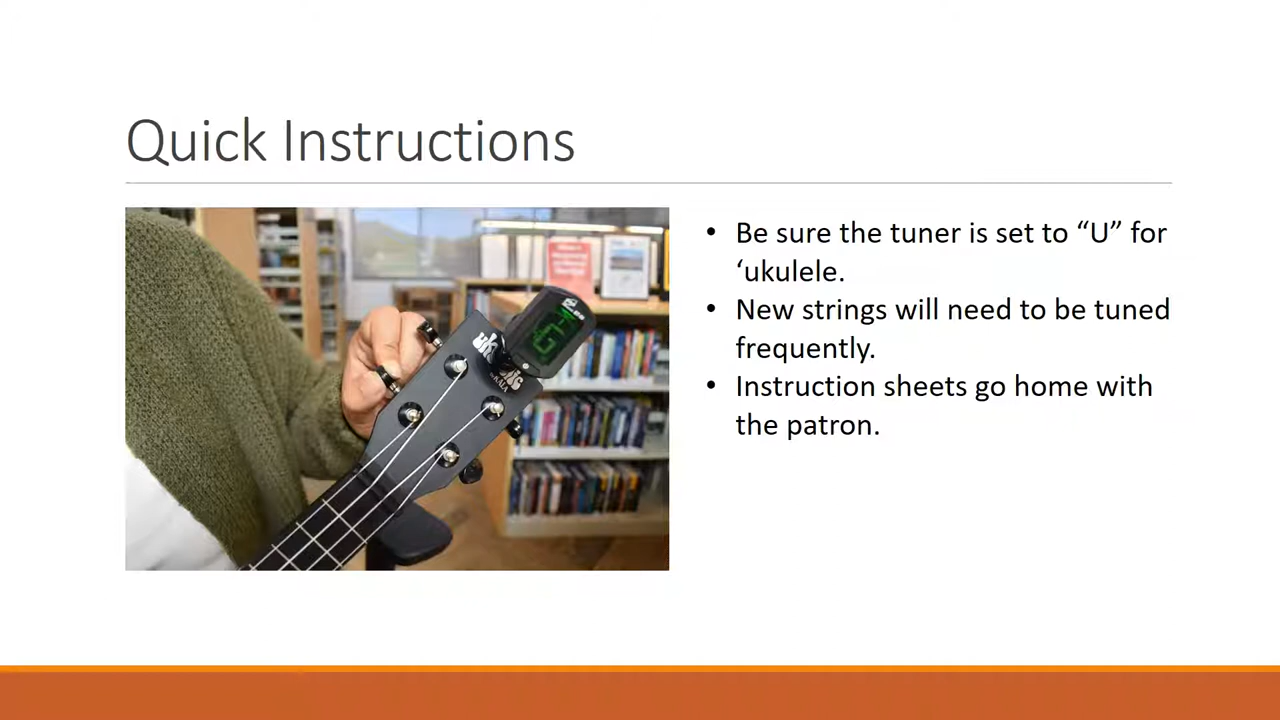 Quick Instructions
• Be sure the tuner is set to “U” for
‘ukulele.
• New strings will need to be tuned
frequently.
• Instruction sheets go home with
the patron.
G
KALA